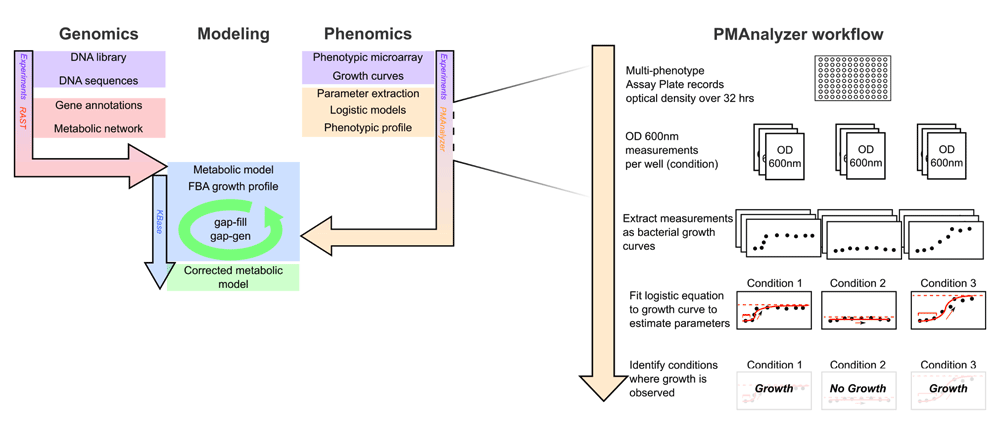 Genomics
Modeling
Phenomics
DNA library
DNA sequences
Gene annotations
Metabolic network
Experiments
RAST
Phenotypic microarray
Growth curves
Parameter extraction
Logistic models
Phenotypic profile
Experiments
PMAnalyzer
Metabolic model
FBA growth profile
gap-fill
gap-gen
KBase
Corrected metabolic
model
PMAnalyzer workflow
Multi-phenotype
Assay Plate records
optical density over 32 hrs
OD 600nm
measurements
per well (condition)
OD
600nm
OD
600nm
OD
600nm
Extract measurements
as bacterial growth
curves
Fit logistic equation
to growth curve to
estimate parameters
Condition 1
Condition 2
Condition 3
Identify conditions
where growth is
observed
Condition 1
Condition 2
Condition 3
Growth
No Growth
Growth